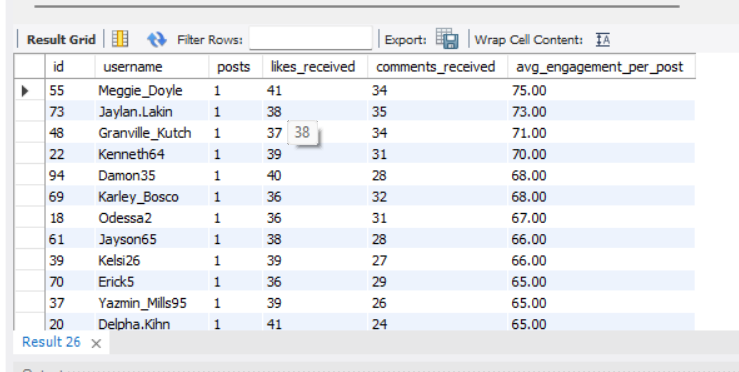 Result Grid Filter Rows: Export: Wrap Cell Content: IA
id username posts likes_received comments_received avg_engagement_per_post
55 Meggie_Doyle 1 41 34 75.00
73 Jaylan.Lakin 1 38 35 73.00
48 Granville_Kutch 1 37 38 34 71.00
22 Kenneth64 1 39 31 70.00
94 Damon35 1 40 28 68.00
69 Karley_Bosco 1 36 32 68.00
18 Odessa2 1 36 31 67.00
61 Jayson65 1 38 28 66.00
39 Kelsi26 1 39 27 66.00
70 Erick5 1 36 29 65.00
37 Yazmin_Mills95 1 39 26 65.00
20 Delpha.Kihn 1 41 24 65.00
Result 26 ×